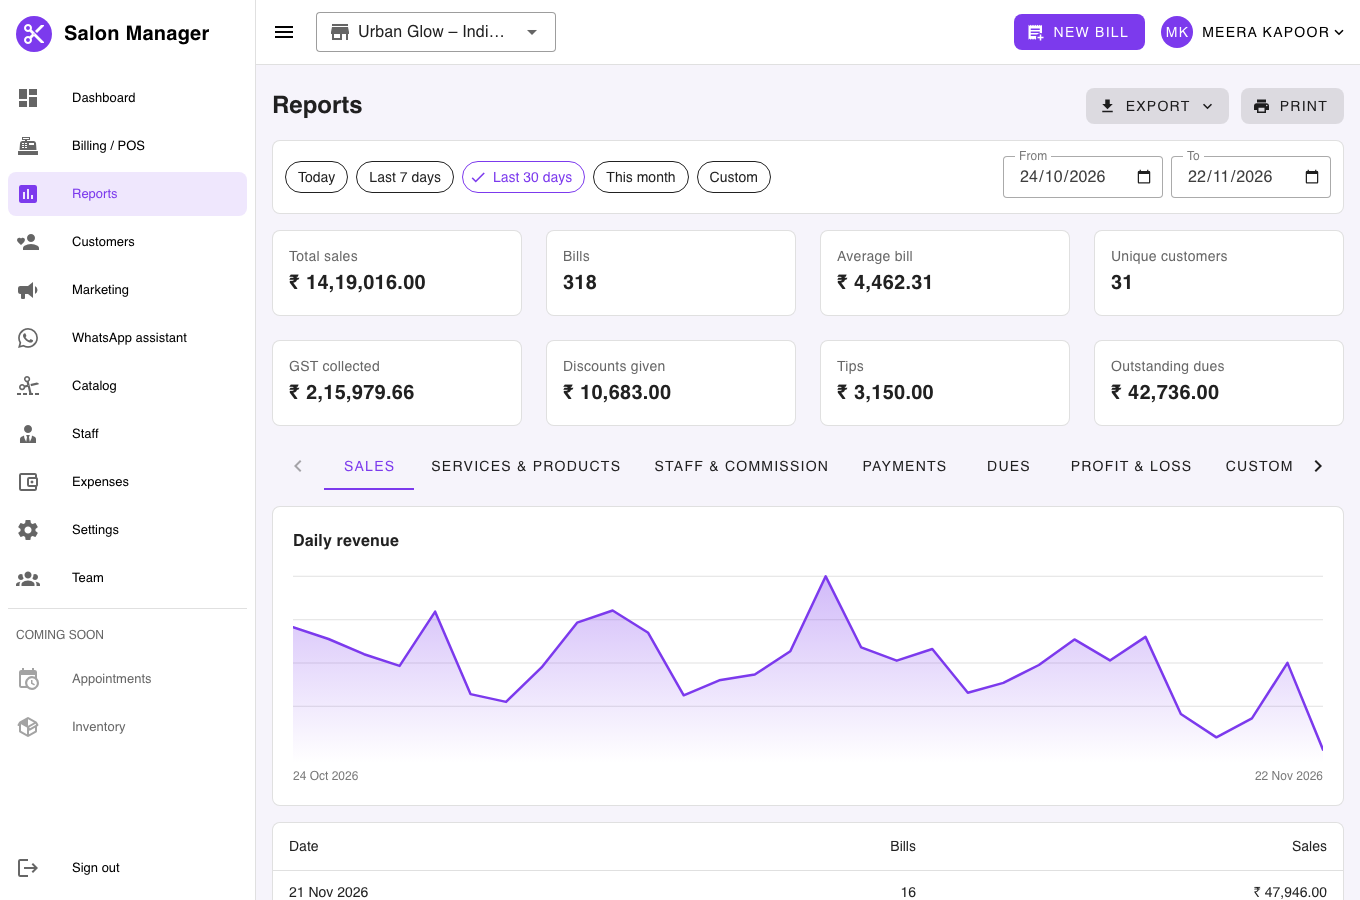 Salon Manager
Urban Glow – Indi...
NEW BILL
MK
MEERA KAPOOR
Dashboard
Billing / POS
Reports
Customers
Marketing
WhatsApp assistant
Catalog
Staff
Expenses
Settings
Team
COMING SOON
Appointments
Inventory
Sign out
Reports
EXPORT
PRINT
Today
Last 7 days
Last 30 days
This month
Custom
From
24/10/2026
To
22/11/2026
Total sales
₹ 14,19,016.00
Bills
318
Average bill
₹ 4,462.31
Unique customers
31
GST collected
₹ 2,15,979.66
Discounts given
₹ 10,683.00
Tips
₹ 3,150.00
Outstanding dues
₹ 42,736.00
SALES
SERVICES & PRODUCTS
STAFF & COMMISSION
PAYMENTS
DUES
PROFIT & LOSS
CUSTOM
Daily revenue
24 Oct 2026
22 Nov 2026
Date Bills Sales
21 Nov 2026 16 ₹ 47,946.00